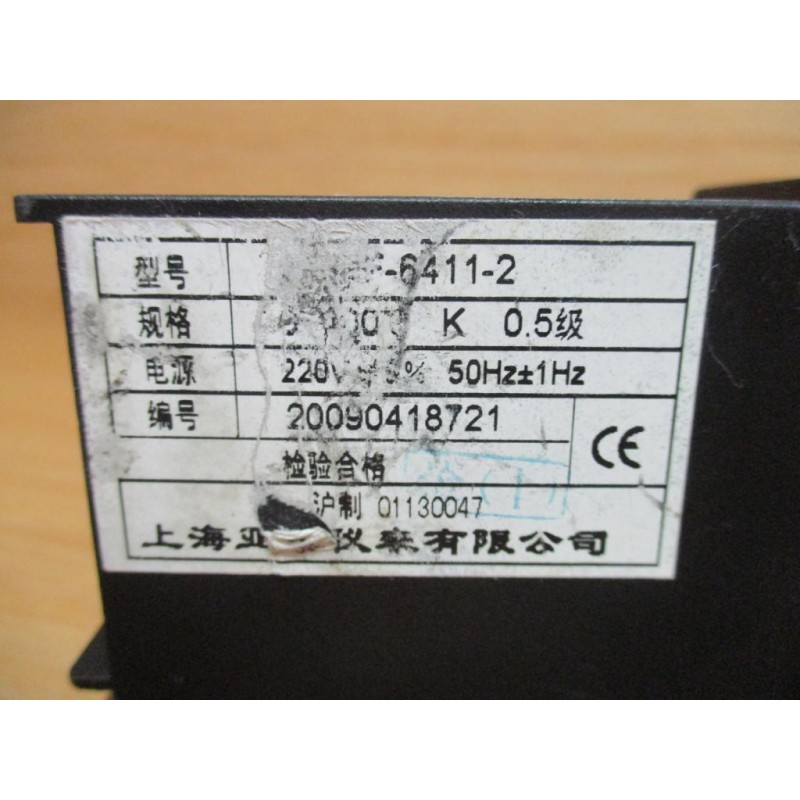 型号 F-6411-2
规格 K 0.5级
电源 220V % 50Hz±1Hz
编号 20090418721
CE
检验合格 (1)
沪制 01130047
上海亚 仪表有限公司